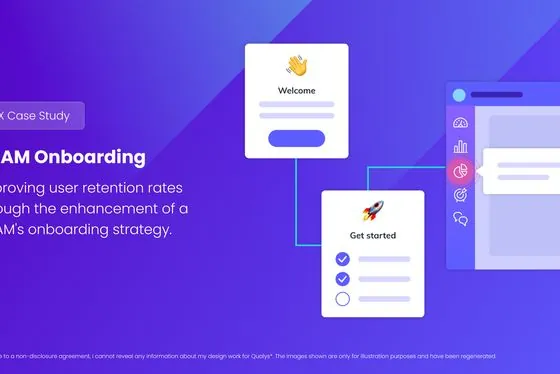 X Case Study
AM Onboarding
proving user retention rates
ough the enhancement of a
AM's onboarding strategy.
Welcome
Get started
e to a non-disclosure agreement, I cannot reveal any information about my design work for Qualys*. The images shown are only for illustration purposes and have been regenerated.